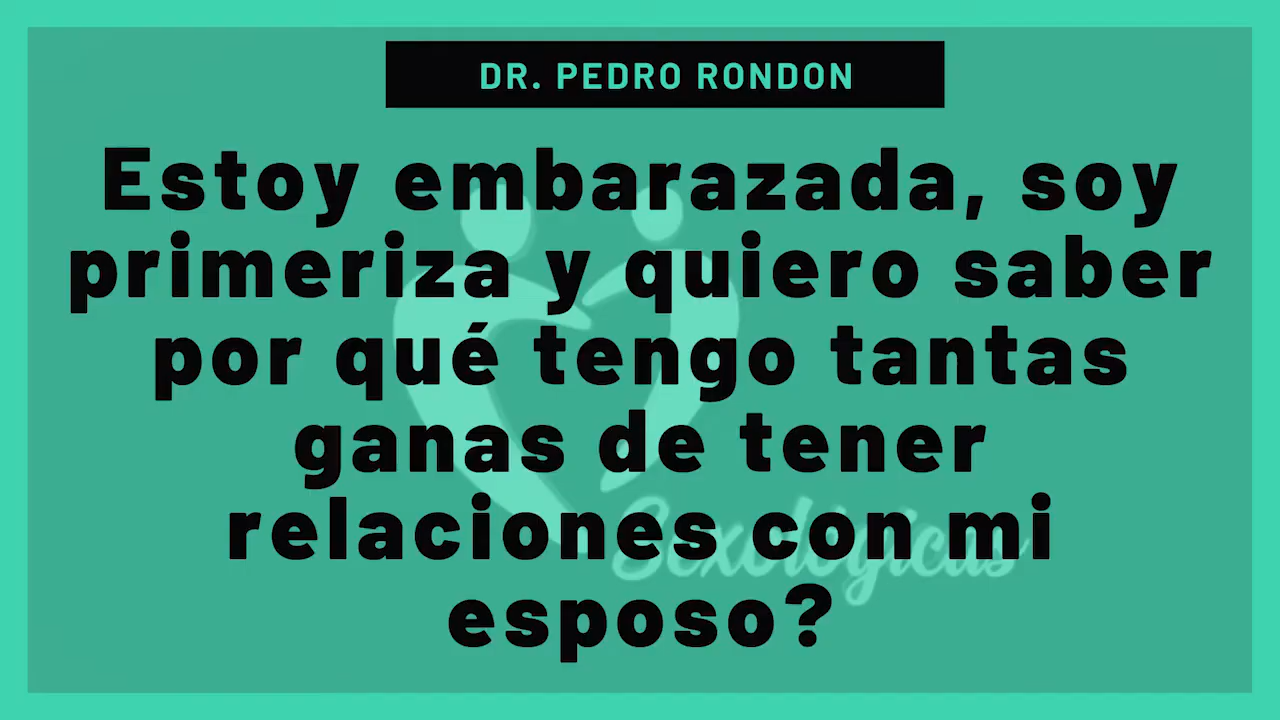 DR. PEDRO RONDON
Estoy embarazada, soy
primeriza y quiero saber
por qué tengo tantas
ganas de tener
relaciones con mi
esposo?
Sexológicas